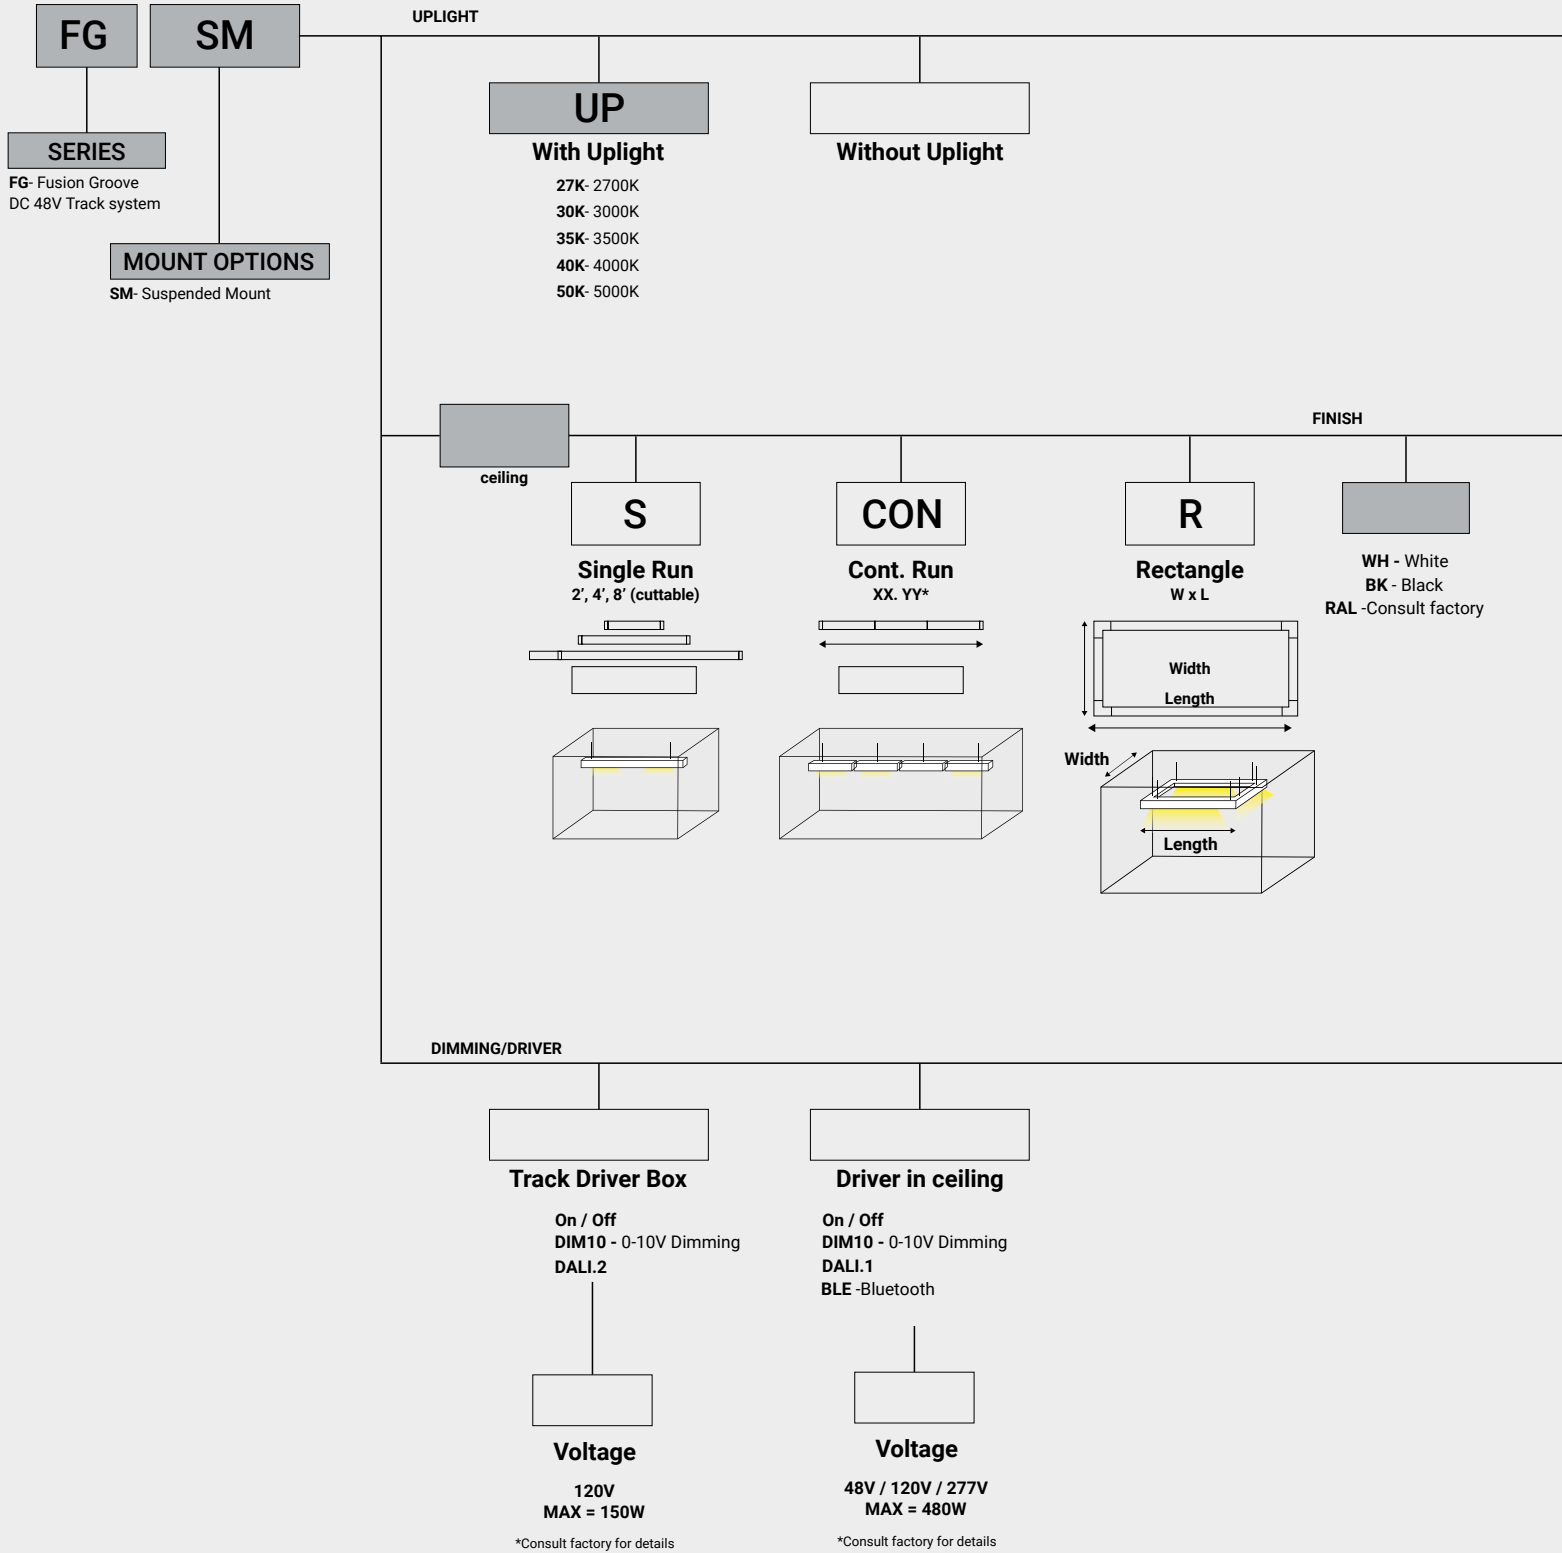 FG
SM
UPLIGHT
SERIES
FG- Fusion Groove
DC 48V Track system
MOUNT OPTIONS
SM- Suspended Mount
UP
With Uplight
27K- 2700K
30K- 3000K
35K- 3500K
40K- 4000K
50K- 5000K
Without Uplight
FINISH
ceiling
S
Single Run
2’, 4’, 8’ (cuttable)
CON
Cont. Run
XX. YY*
R
Rectangle
W x L
Width
Length
Width
Length
WH - White
BK - Black
RAL -Consult factory
DIMMING/DRIVER
Track Driver Box
On / Off
DIM10 - 0-10V Dimming
DALI.2
Voltage
120V
MAX = 150W
*Consult factory for details
Driver in ceiling
On / Off
DIM10 - 0-10V Dimming
DALI.1
BLE -Bluetooth
Voltage
48V / 120V / 277V
MAX = 480W
*Consult factory for details